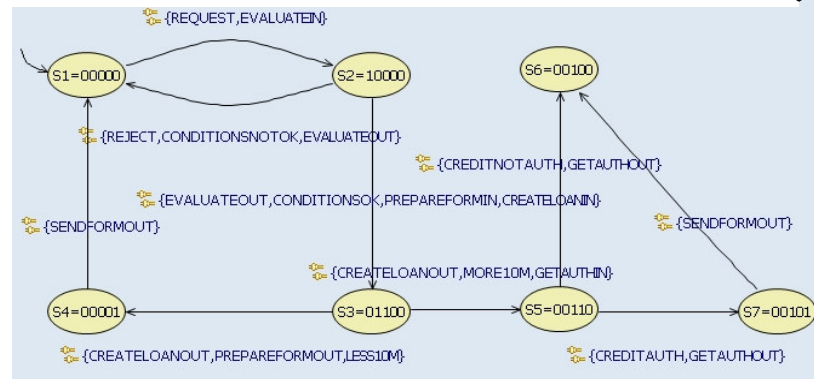 {REQUEST,EVALUATEIN}
S1=00000
S2=10000
S6=00100
{REJECT,CONDITIONSNOTOK,EVALUATEOUT}
{CREDITNOTAUTH,GETAUTHOUT}
{EVALUATEOUT,CONDITIONSOK,PREPAREFORMIN,CREATELOANIN}
{SENDFORMOUT}
{SENDFORMOUT}
{CREATELOANOUT,MORE10M,GETAUTHIN}
S4=00001
S3=01100
S5=00110
S7=00101
{CREATELOANOUT,PREPAREFORMOUT,LESS10M}
{CREDITAUTH,GETAUTHOUT}